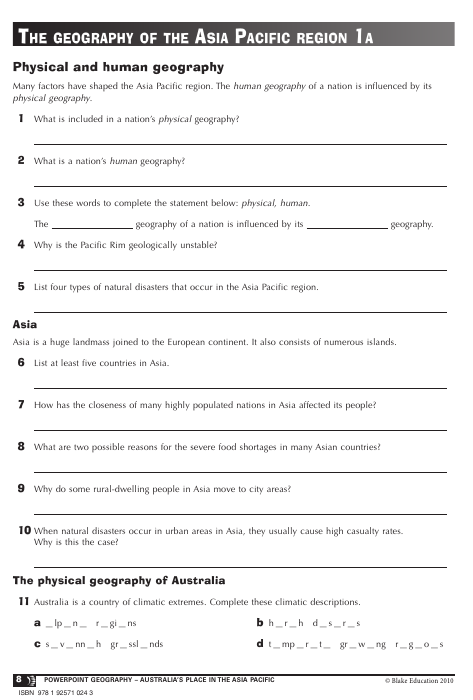 THE GEOGRAPHY OF THE ASIA PACIFIC REGION 1A
Physical and human geography
Many factors have shaped the Asia Pacific region. The human geography of a nation is influenced by its
physical geography.
1 What is included in a nation's physical geography?
2 What is a nation's human geography?
3 Use these words to complete the statement below: physical, human.
The ________ geography of a nation is influenced by its ________ geography.
4 Why is the Pacific Rim geologically unstable?
5 List four types of natural disasters that occur in the Asia Pacific region.
Asia
Asia is a huge landmass joined to the European continent. It also consists of numerous islands.
6 List at least five countries in Asia.
7 How has the closeness of many highly populated nations in Asia affected its people?
8 What are two possible reasons for the severe food shortages in many Asian countries?
9 Why do some rural-dwelling people in Asia move to city areas?
10 When natural disasters occur in urban areas in Asia, they usually cause high casualty rates.
Why is this the case?
The physical geography of Australia
11 Australia is a country of climatic extremes. Complete these climatic descriptions.
a _lp_n_ r_gi_ns b h_r_h d_s_r_s
c s_v_nn_h gr_ssl_nds d t_mp_r_t_ gr_w_ng r_g_o_s
8 POWERPOINT GEOGRAPHY – AUSTRALIA'S PLACE IN THE ASIA PACIFIC © Blake Education 2010
ISBN 978 1 92571 024 3